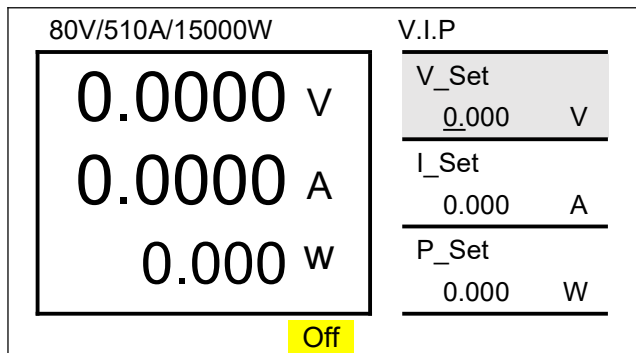 80V/510A/15000W
0.0000 V
0.0000 A
0.000 W
Off
V.I.P
V_Set
0.000 V
I_Set
0.000 A
P_Set
0.000 W